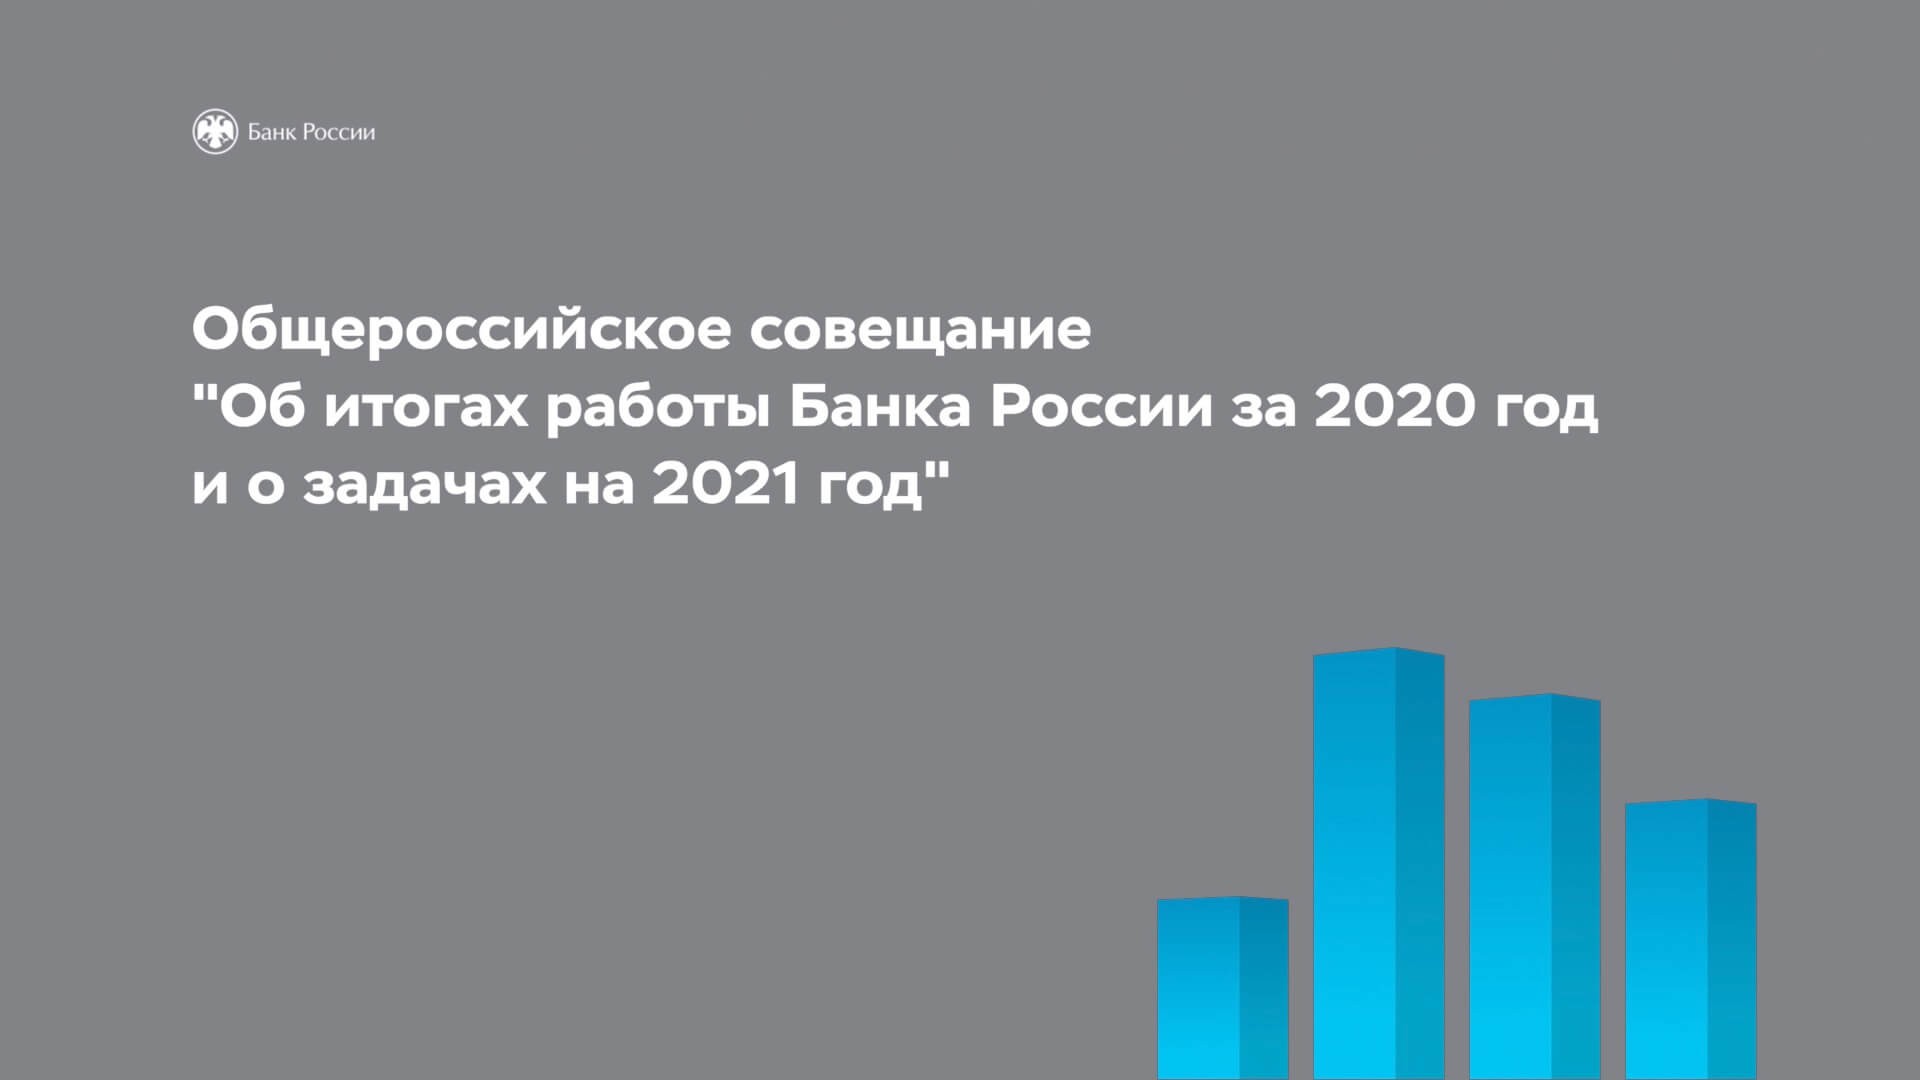 Банк России
Общероссийское совещание
"Об итогах работы Банка России за 2020 год
и о задачах на 2021 год"